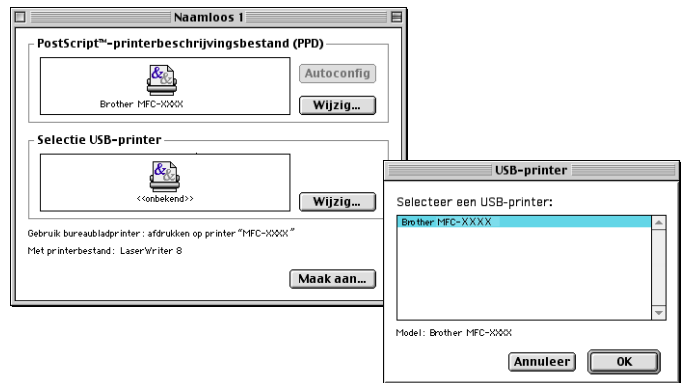 Naamloos 1
PostScript™-printerbeschrijvingsbestand (PPD)
Autoconfig
Brother MFC-XXXX
Wijzig...
Selectie USB-printer
<<onbekend>>
Wijzig...
Gebruik bureaubladprinter: afdrukken op printer “MFC-XXXX”
Met printerbestand: LaserWriter 8
Maak aan...
USB-printer
Selecteer een USB-printer:
Brother MFC-XXXX
Model: Brother MFC-XXXX
Annuleer
OK